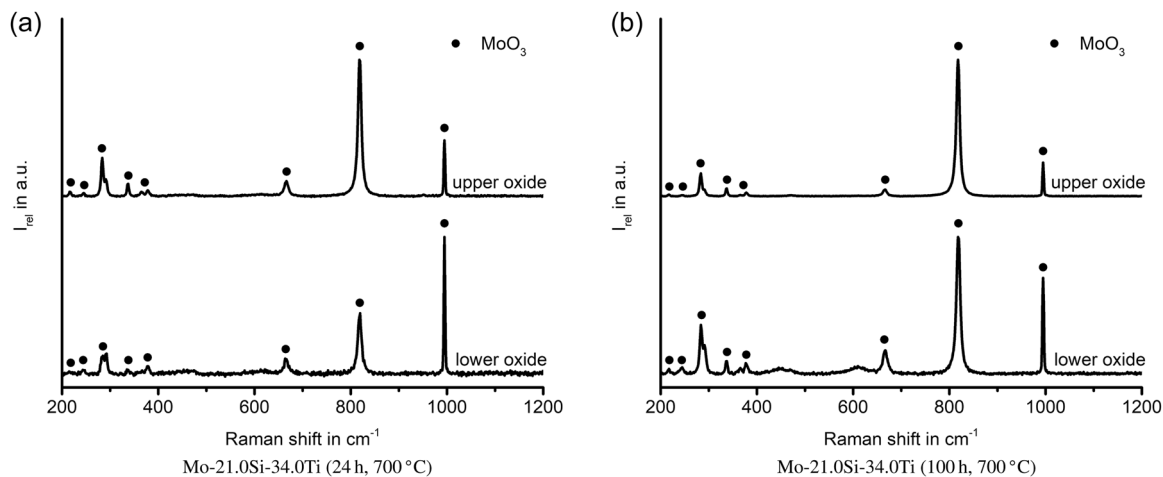 (a)
● MoO₃
I_rel in a.u.
upper oxide
lower oxide
200 400 600 800 1000 1200
Raman shift in cm⁻¹
Mo-21.0Si-34.0Ti (24 h, 700 °C)
(b)
● MoO₃
I_rel in a.u.
upper oxide
lower oxide
200 400 600 800 1000 1200
Raman shift in cm⁻¹
Mo-21.0Si-34.0Ti (100 h, 700 °C)